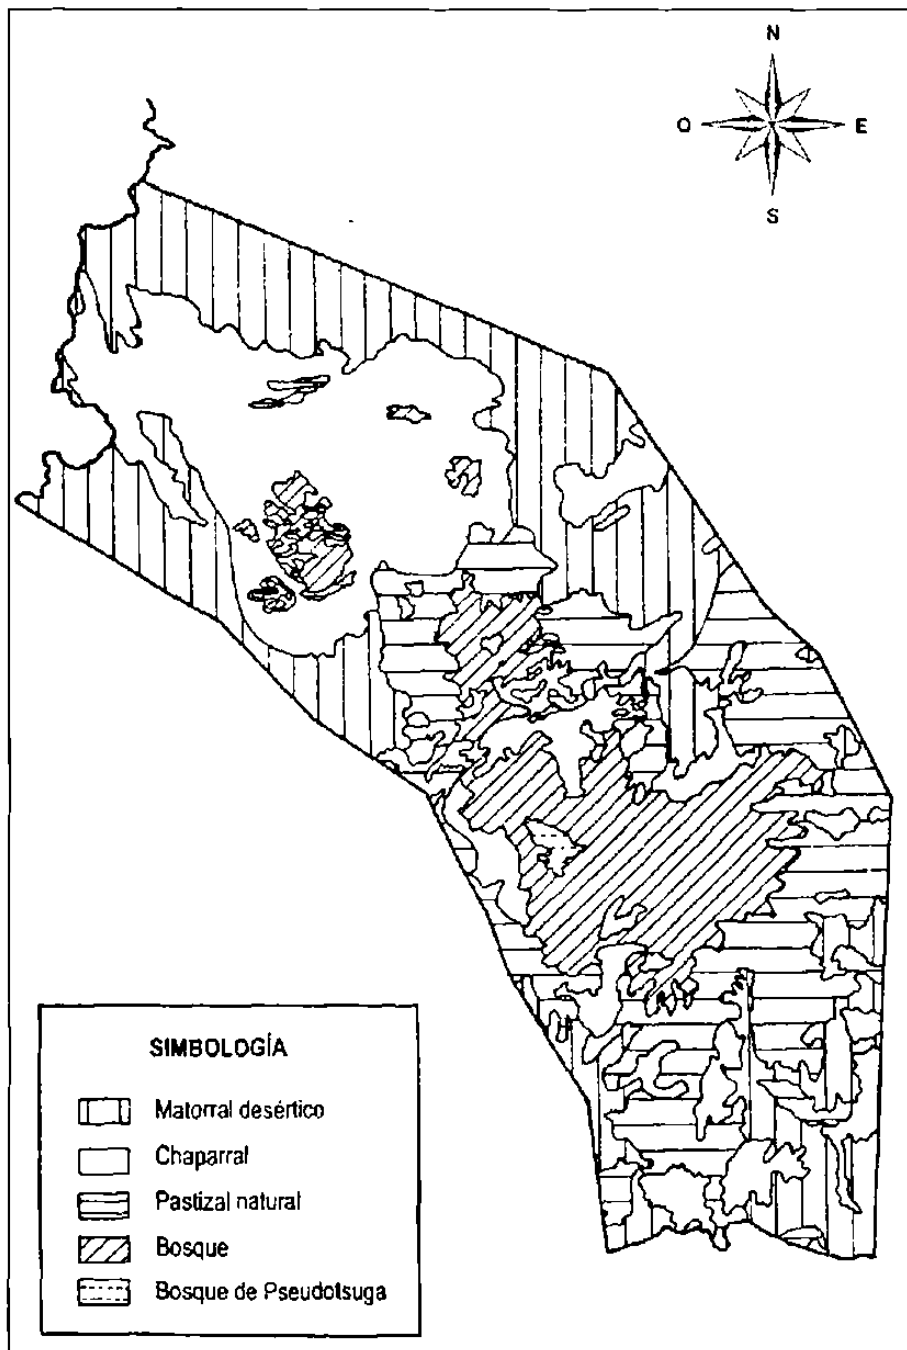 N
O E
S
SIMBOLOGÍA
Matorral desértico
Chaparral
Pastizal natural
Bosque
Bosque de Pseudotsuga